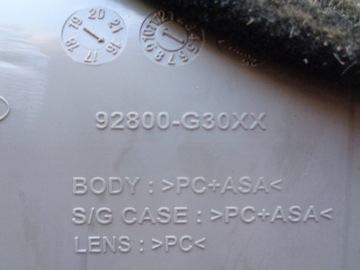 92800-G30XX
BODY : >PC+ASA<
S/G CASE : >PC+ASA<
LENS : >PC<